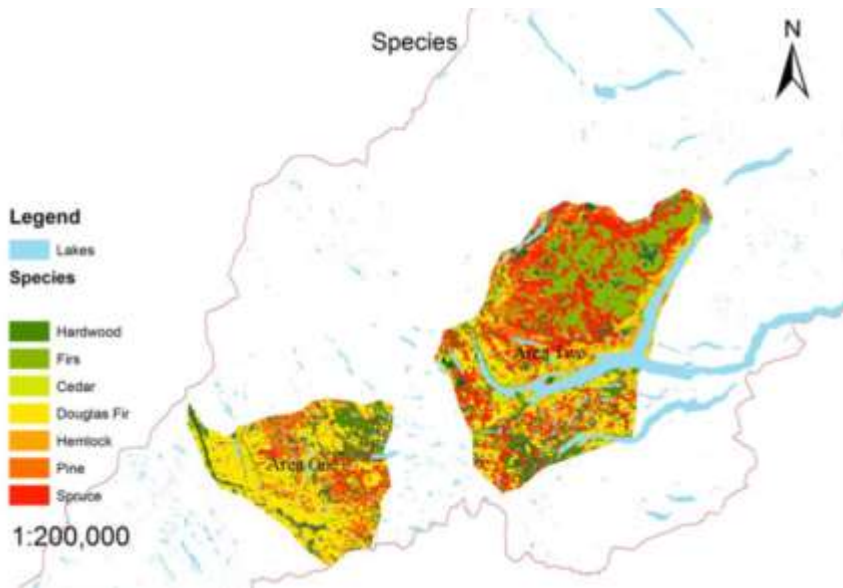 Species
N
Legend
Lakes
Species
Hardwood
Firs
Cedar
Douglas Fir
Hemlock
Pine
Spruce
1:200,000
Area Two
Area One